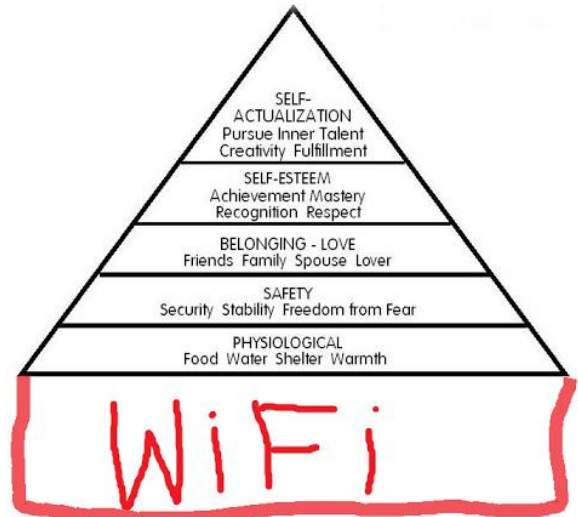 SELF-
ACTUALIZATION
Pursue Inner Talent
Creativity Fulfillment
SELF-ESTEEM
Achievement Mastery
Recognition Respect
BELONGING - LOVE
Friends Family Spouse Lover
SAFETY
Security Stability Freedom from Fear
PHYSIOLOGICAL
Food Water Shelter Warmth
WiFi